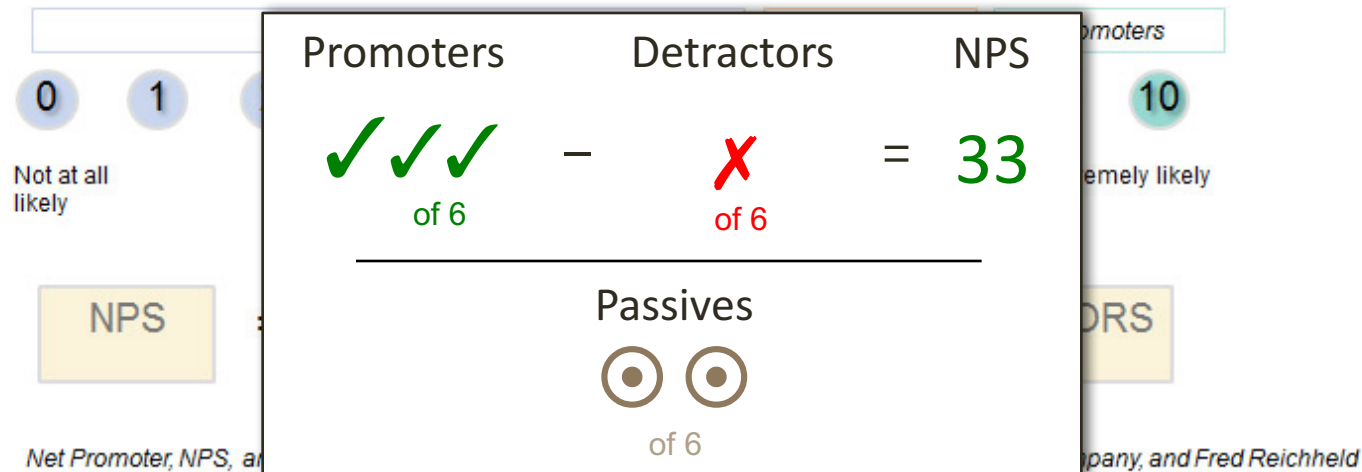 Promoters Detractors NPS
omoters
0 1 10
✓✓✓ – ✗ = 33
Not at all
likely
emely likely
of 6 of 6
Passives
NPS
ORS
of 6
Net Promoter, NPS, a
pany, and Fred Reichheld